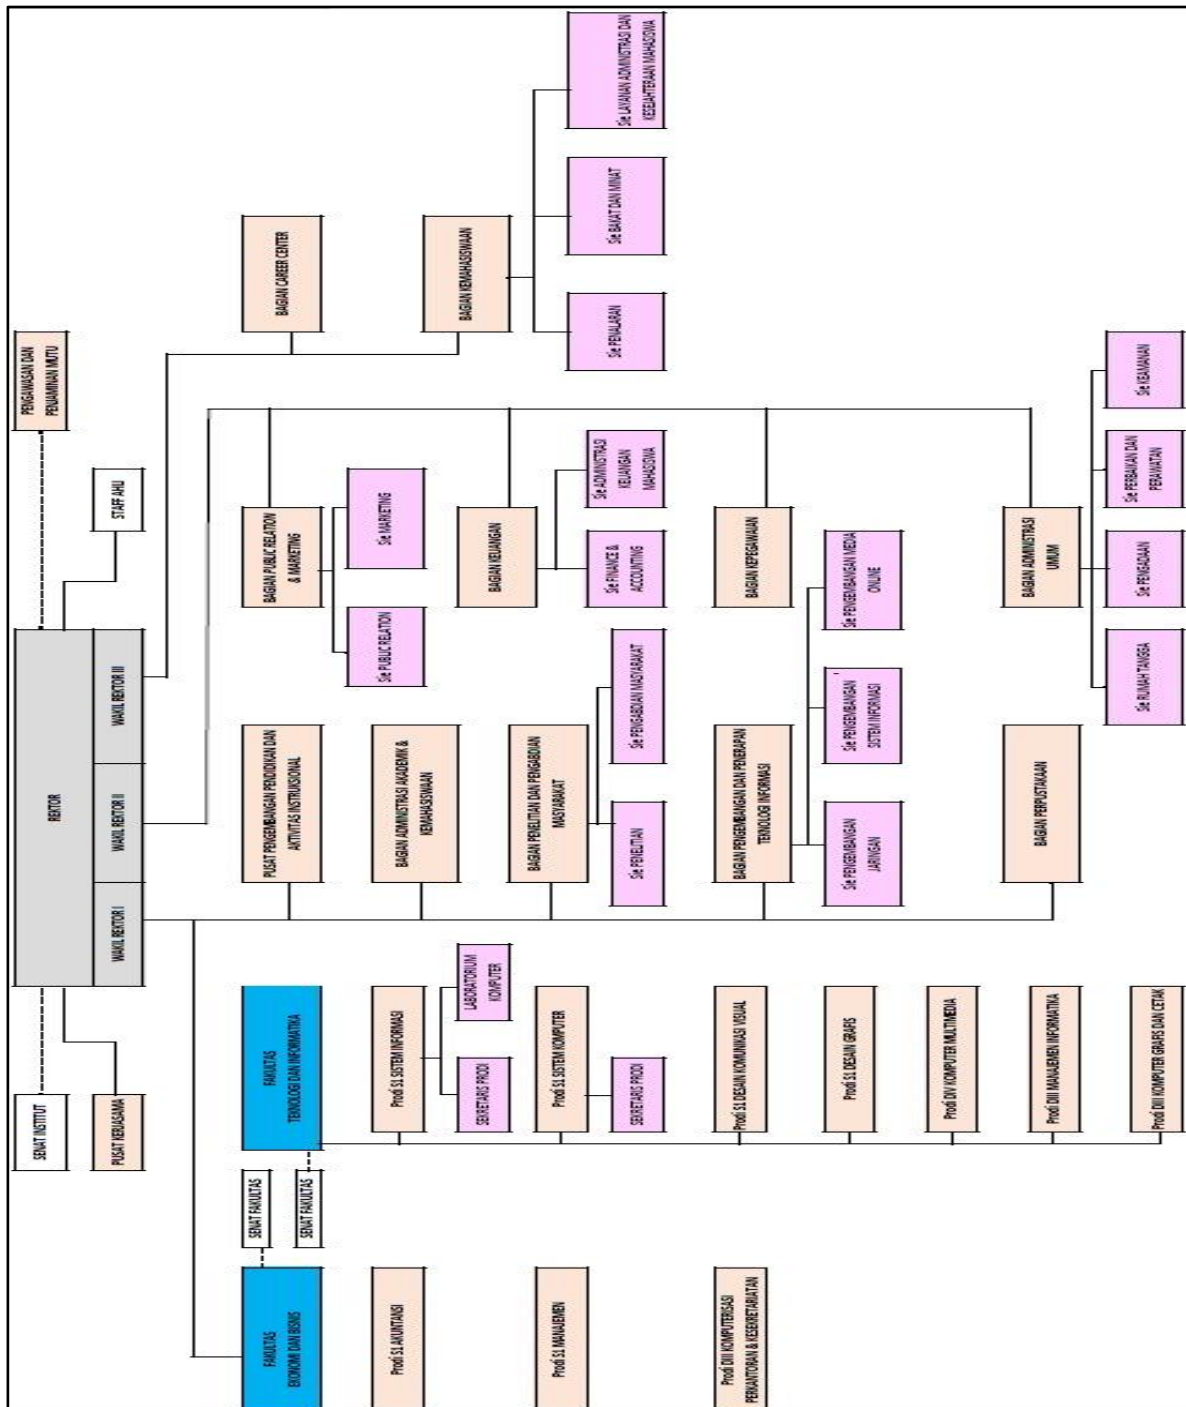 REKTOR
WAKIL REKTOR I
WAKIL REKTOR II
WAKIL REKTOR III
SENAT INSTITUT
PUSAT KERJASAMA
PENGAWASAN DAN
PENJAMINAN MUTU
STAFF AHLI
FAKULTAS
EKONOMI DAN BISNIS
SENAT FAKULTAS
SENAT FAKULTAS
FAKULTAS
TEKNOLOGI DAN INFORMATIKA
Prodi S1 AKUNTANSI
Prodi S1 MANAJEMEN
Prodi DIII KOMPUTERISASI
PERKANTORAN & KESEKRETARIATAN
Prodi S1 SISTEM INFORMASI
SEKRETARIS PRODI
LABORATORIUM
KOMPUTER
Prodi S1 SISTEM KOMPUTER
SEKRETARIS PRODI
Prodi S1 DESAIN KOMUNIKASI VISUAL
Prodi S1 DESAIN GRAFIS
Prodi DIV KOMPUTER MULTIMEDIA
Prodi DIII MANAJEMEN INFORMATIKA
Prodi DIII KOMPUTER GRAFIS DAN CETAK
PUSAT PENGEMBANGAN PENDIDIKAN DAN
AKTIVITAS INSTRUKSIONAL
BAGIAN ADMINISTRASI AKADEMIK &
KEMAHASISWAAN
BAGIAN PENELITIAN DAN PENGABDIAN
MASYARAKAT
Sie PENELITIAN
Sie PENGABDIAN MASYARAKAT
BAGIAN PENGEMBANGAN DAN PENERAPAN
TEKNOLOGI INFORMASI
Sie PENGEMBANGAN
JARINGAN
Sie PENGEMBANGAN
SISTEM INFORMASI
Sie PENGEMBANGAN MEDIA
ONLINE
BAGIAN PERPUSTAKAAN
BAGIAN PUBLIC RELATION
& MARKETING
Sie PUBLIC RELATION
Sie MARKETING
BAGIAN KEUANGAN
Sie FINANCE &
ACCOUNTING
Sie ADMINISTRASI
KEUANGAN
MAHASISWA
BAGIAN KEPEGAWAIAN
BAGIAN ADMINISTRASI
UMUM
Sie RUMAH TANGGA
Sie PENGADAAN
Sie PERBAIKAN DAN
PERAWATAN
Sie KEAMANAN
BAGIAN CAREER CENTER
BAGIAN KEMAHASISWAAN
Sie PENALARAN
Sie BAKAT DAN MINAT
Sie LAYANAN ADMINISTRASI DAN
KESEJAHTERAAN MAHASISWA